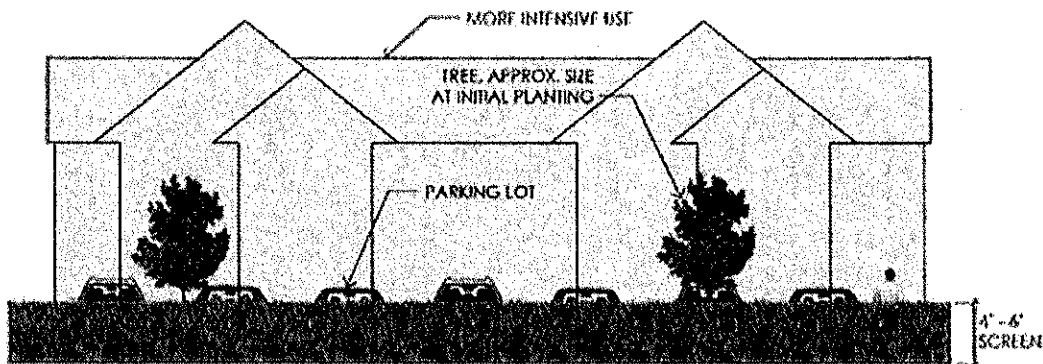 MORE INTENSIVE USE
TREE, APPROX. SIZE
AT INITIAL PLANTING
PARKING LOT
4'-6'
SCREEN